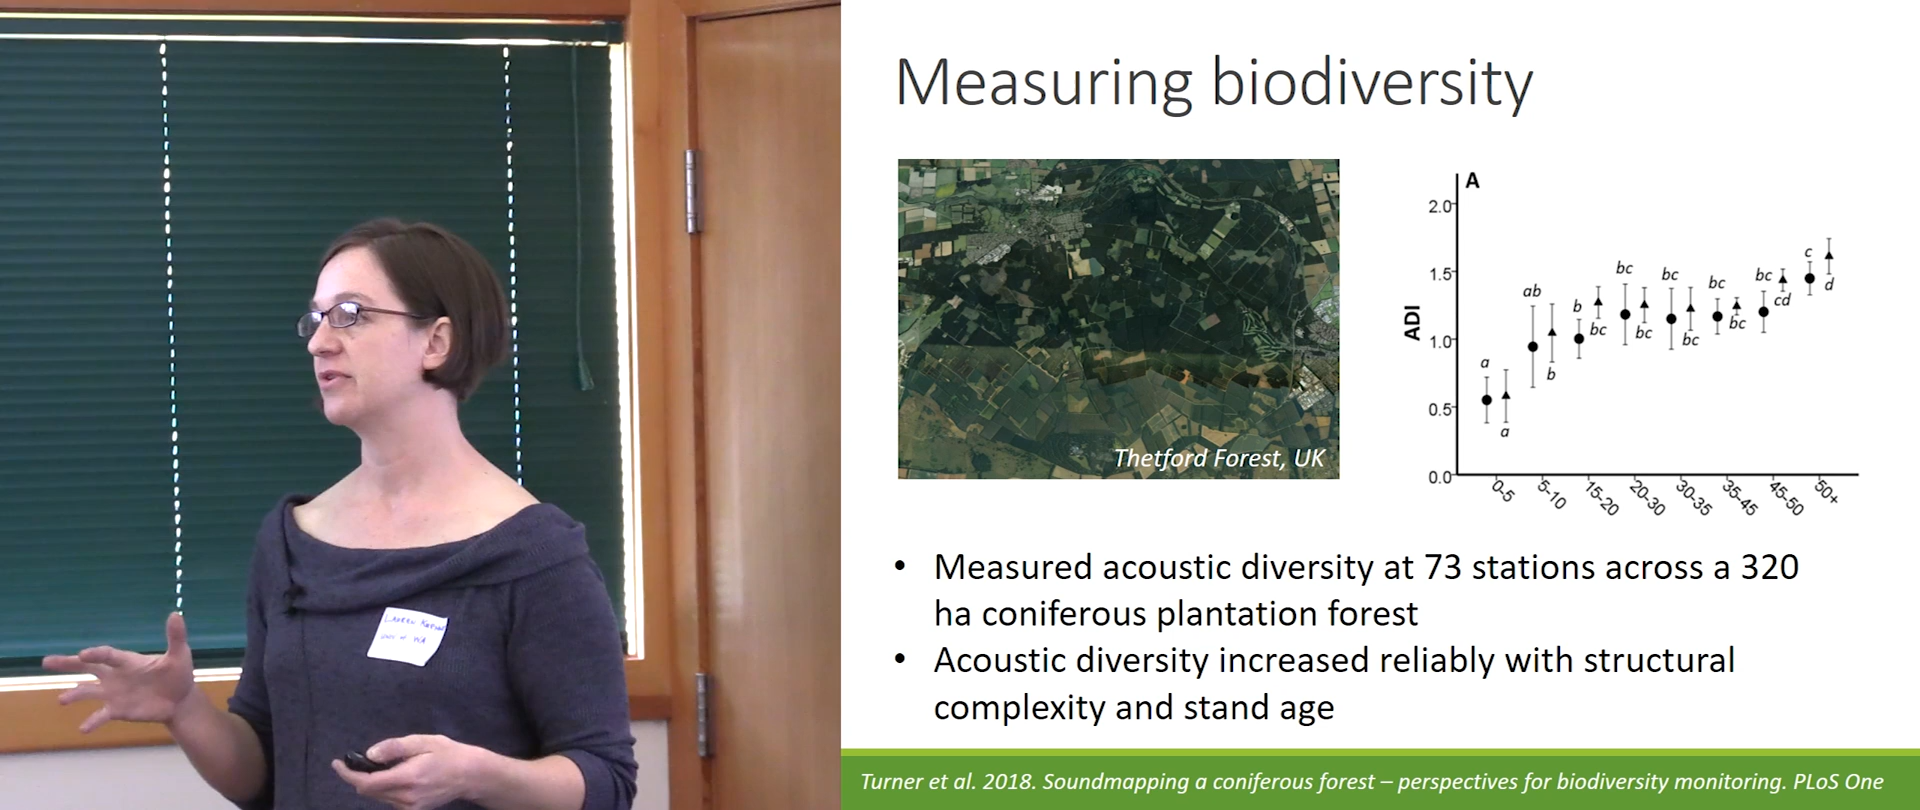 Measuring biodiversity
Thetford Forest, UK
A
2.0
1.5
1.0
0.5
0.0
ADI
a
a
ab
b
b
bc
bc
bc
bc
bc
bc
bc
bc
cd
c
d
0-5
5-10
15-20
20-30
30-35
35-45
45-50
50+
• Measured acoustic diversity at 73 stations across a 320
ha coniferous plantation forest
• Acoustic diversity increased reliably with structural
complexity and stand age
Turner et al. 2018. Soundmapping a coniferous forest – perspectives for biodiversity monitoring. PLoS One